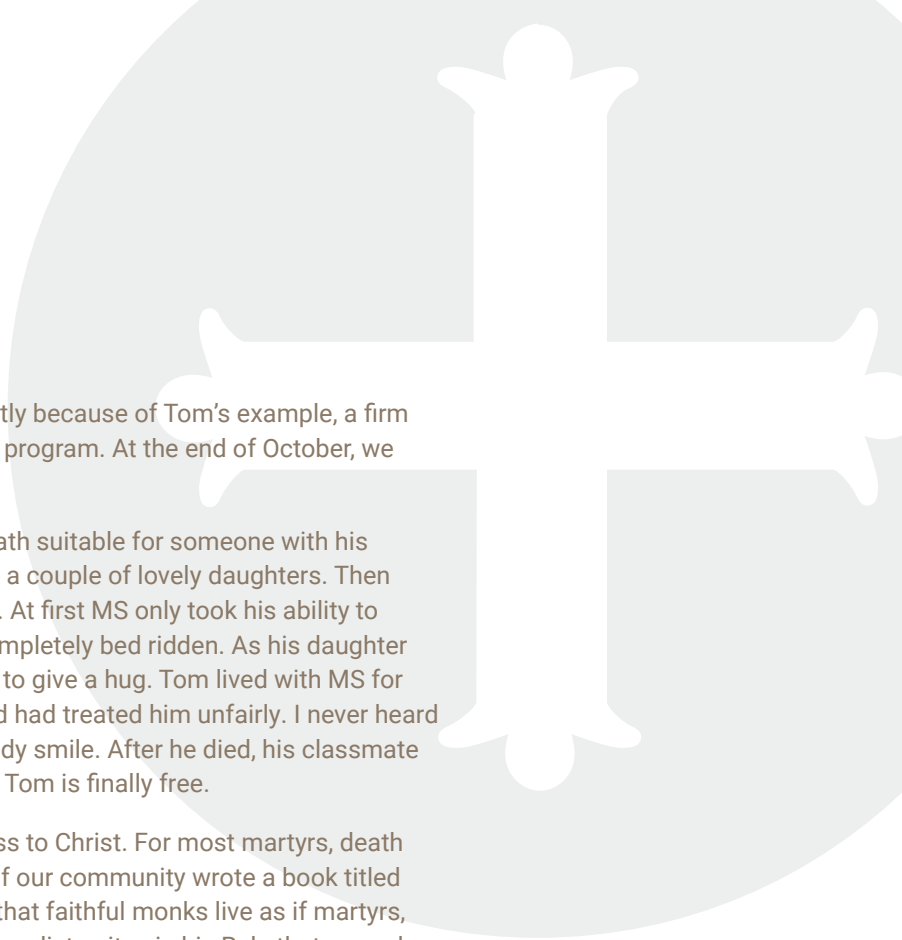 tly because of Tom’s example, a firm
program. At the end of October, we
ath suitable for someone with his
a couple of lovely daughters. Then
. At first MS only took his ability to
mpletely bed ridden. As his daughter
to give a hug. Tom lived with MS for
d had treated him unfairly. I never heard
dy smile. After he died, his classmate
Tom is finally free.
ss to Christ. For most martyrs, death
f our community wrote a book titled
that faithful monks live as if martyrs,